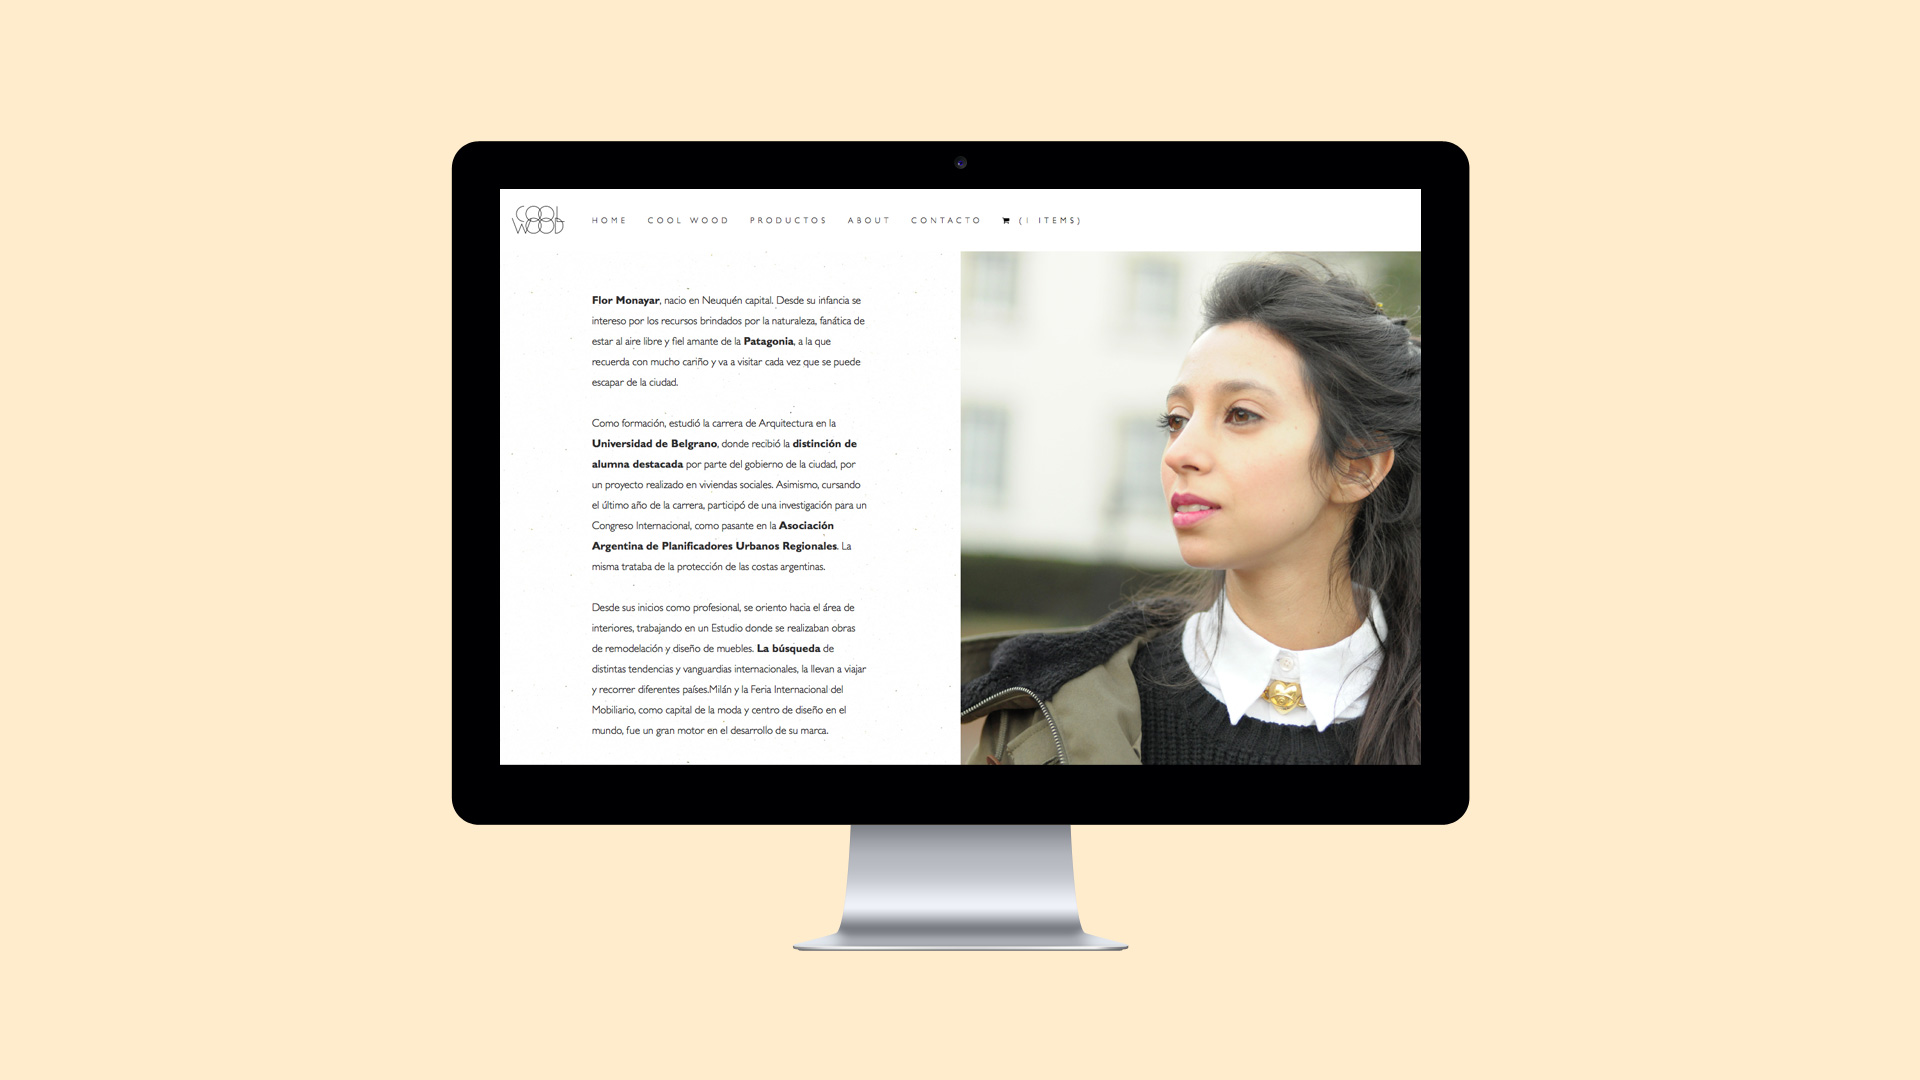 COOL
WOOD
HOME COOL WOOD PRODUCTOS ABOUT CONTACTO (1 ITEMS)
Flor Monayar, nacio en Neuquén capital. Desde su infancia se
intereso por los recursos brindados por la naturaleza, fanática de
estar al aire libre y fiel amante de la Patagonia, a la que
recuerda con mucho cariño y va a visitar cada vez que se puede
escapar de la ciudad.
Como formación, estudió la carrera de Arquitectura en la
Universidad de Belgrano, donde recibió la distinción de
alumna destacada por parte del gobierno de la ciudad, por
un proyecto realizado en viviendas sociales. Asimismo, cursando
el último año de la carrera, participó de una investigación para un
Congreso Internacional, como pasante en la Asociación
Argentina de Planificadores Urbanos Regionales. La
misma trataba de la protección de las costas argentinas.
Desde sus inicios como profesional, se oriento hacia el área de
interiores, trabajando en un Estudio donde se realizaban obras
de remodelación y diseño de muebles. La búsqueda de
distintas tendencias y vanguardias internacionales, la llevan a viajar
y recorrer diferentes países.Milán y la Feria Internacional del
Mobiliario, como capital de la moda y centro de diseño en el
mundo, fue un gran motor en el desarrollo de su marca.